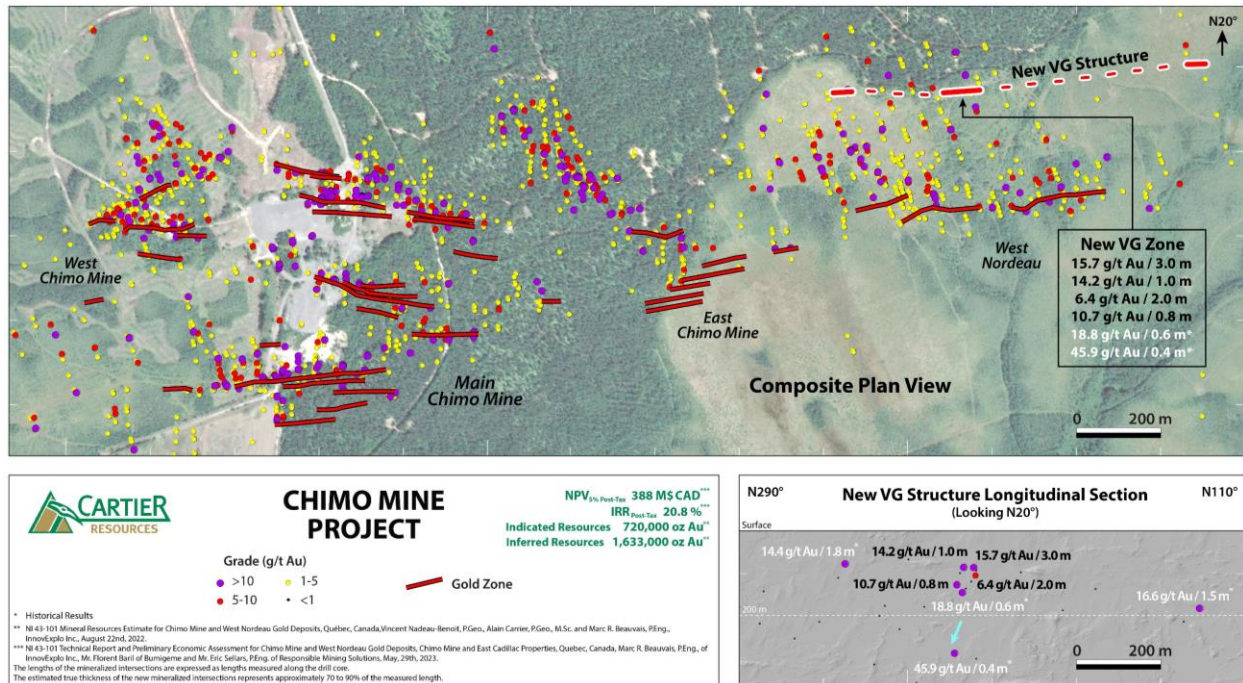 N20°
New VG Structure
West
Chimo Mine
Main
Chimo Mine
East
Chimo Mine
West
Nordeau
Composite Plan View
New VG Zone
15.7 g/t Au / 3.0 m
14.2 g/t Au / 1.0 m
6.4 g/t Au / 2.0 m
10.7 g/t Au / 0.8 m
18.8 g/t Au / 0.6 m*
45.9 g/t Au / 0.4 m*
0 200 m
CARTIER
RESOURCES
CHIMO MINE
PROJECT
NPV5% Post-Tax 388 M$ CAD***
IRR Post-Tax 20.8 %***
Indicated Resources 720,000 oz Au**
Inferred Resources 1,633,000 oz Au**
Grade (g/t Au)
>10 1-5
5-10 <1
Gold Zone
* Historical Results
** NI 43-101 Mineral Resources Estimate for Chimo Mine and West Nordeau Gold Deposits, Québec, Canada,Vincent Nadeau-Benoit, P.Geo., Alain Carrier, P.Geo., M.Sc. and Marc R. Beauvais, P.Eng.,
InnovExplo Inc., August 22nd, 2022.
*** NI 43-101 Technical Report and Preliminary Economic Assessment for Chimo Mine and West Nordeau Gold Deposits, Chimo Mine and East Cadillac Properties, Quebec, Canada, Marc R. Beauvais, P.Eng., of
InnovExplo Inc., Mr. Florent Baril of Bumigeme and Mr. Eric Sellars, P.Eng. of Responsible Mining Solutions, May, 29th, 2023.
The lengths of the mineralized intersections are expressed as lengths measured along the drill core.
The estimated true thickness of the new mineralized intersections represents approximately 70 to 90% of the measured length.
N290° New VG Structure Longitudinal Section N110°
(Looking N20°)
Surface
14.4 g/t Au / 1.8 m*
14.2 g/t Au / 1.0 m
15.7 g/t Au / 3.0 m
10.7 g/t Au / 0.8 m
6.4 g/t Au / 2.0 m
18.8 g/t Au / 0.6 m*
16.6 g/t Au / 1.5 m*
200 m
45.9 g/t Au / 0.4 m*
0 200 m